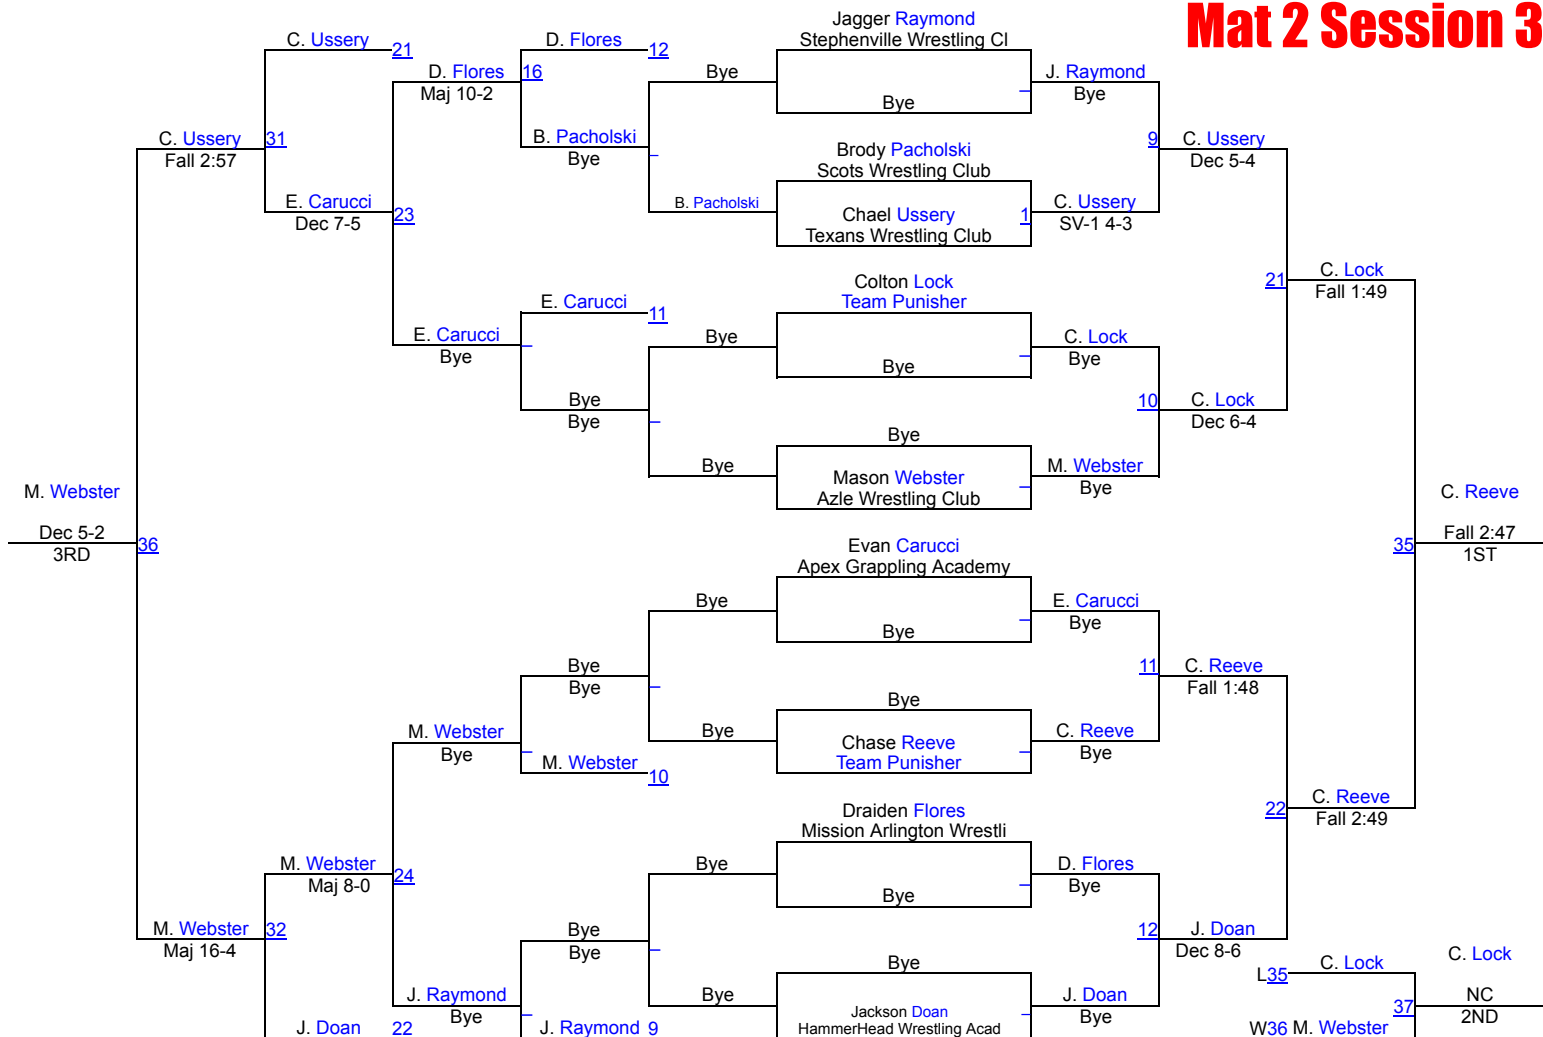 Mat 2 Session 3
Jagger Raymond
C. Ussery
D. Flores
Stephenville Wrestling Cl
21
12
D. Flores
16
Bye
J. Raymond
Maj 10-2
Bye
Bye
C. Ussery
31
B. Pacholski
Brody Pacholski
9
C. Ussery
Fall 2:57
Bye
Scots Wrestling Club
Dec 5-4
E. Carucci
B. Pacholski
Chael Ussery
1
C. Ussery
Dec 7-5
23
Texans Wrestling Club
SV-1 4-3
Colton Lock
21
C. Lock
E. Carucci
11
Team Punisher
Fall 1:49
E. Carucci
Bye
C. Lock
Bye
Bye
Bye
Bye
10
C. Lock
Bye
Bye
Dec 6-4
Bye
Mason Webster
M. Webster
Azle Wrestling Club
Bye
M. Webster
C. Reeve
Dec 5-2
36
35
Fall 2:47
3RD
1ST
Evan Carucci
Apex Grappling Academy
Bye
E. Carucci
Bye
Bye
Bye
11
C. Reeve
Bye
Fall 1:48
Bye
M. Webster
Bye
Chase Reeve
C. Reeve
Bye
M. Webster
10
Team Punisher
Bye
Draiden Flores
22
C. Reeve
Mission Arlington Wrestli
Fall 2:49
M. Webster
24
Bye
D. Flores
Maj 8-0
Bye
Bye
M. Webster
32
Bye
12
J. Doan
Maj 16-4
Bye
Dec 8-6
Bye
L35
C. Lock
C. Lock
J. Raymond
Bye
J. Doan
37
NC
Bye
Jackson Doan
Bye
2ND
J. Doan
22
J. Raymond
9
HammerHead Wrestling Acad
W36
M. Webster